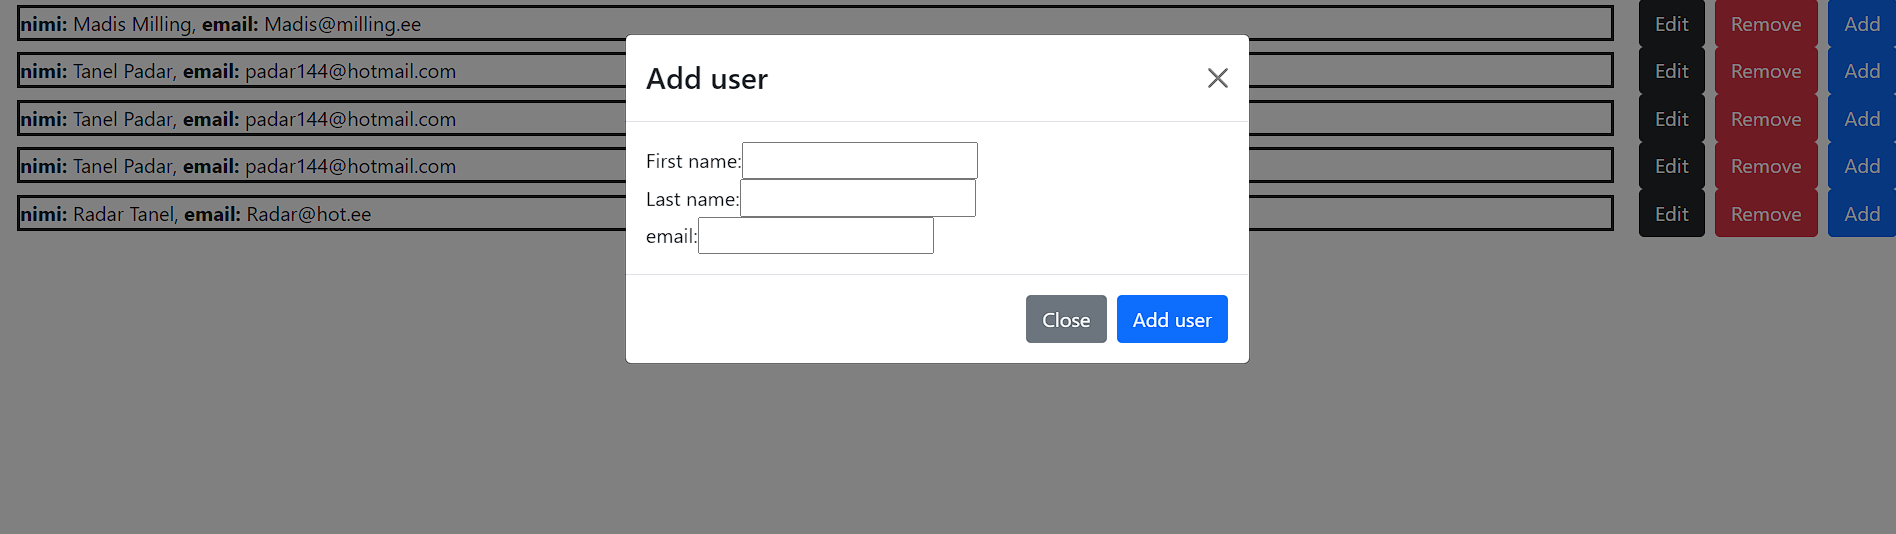 nimi: Madis Milling, email: Madis@milling.ee Edit Remove Add
nimi: Tanel Padar, email: padar144@hotmail.com Edit Remove Add
nimi: Tanel Padar, email: padar144@hotmail.com Edit Remove Add
nimi: Tanel Padar, email: padar144@hotmail.com Edit Remove Add
nimi: Radar Tanel, email: Radar@hot.ee Edit Remove Add
Add user
First name:
Last name:
email:
Close Add user